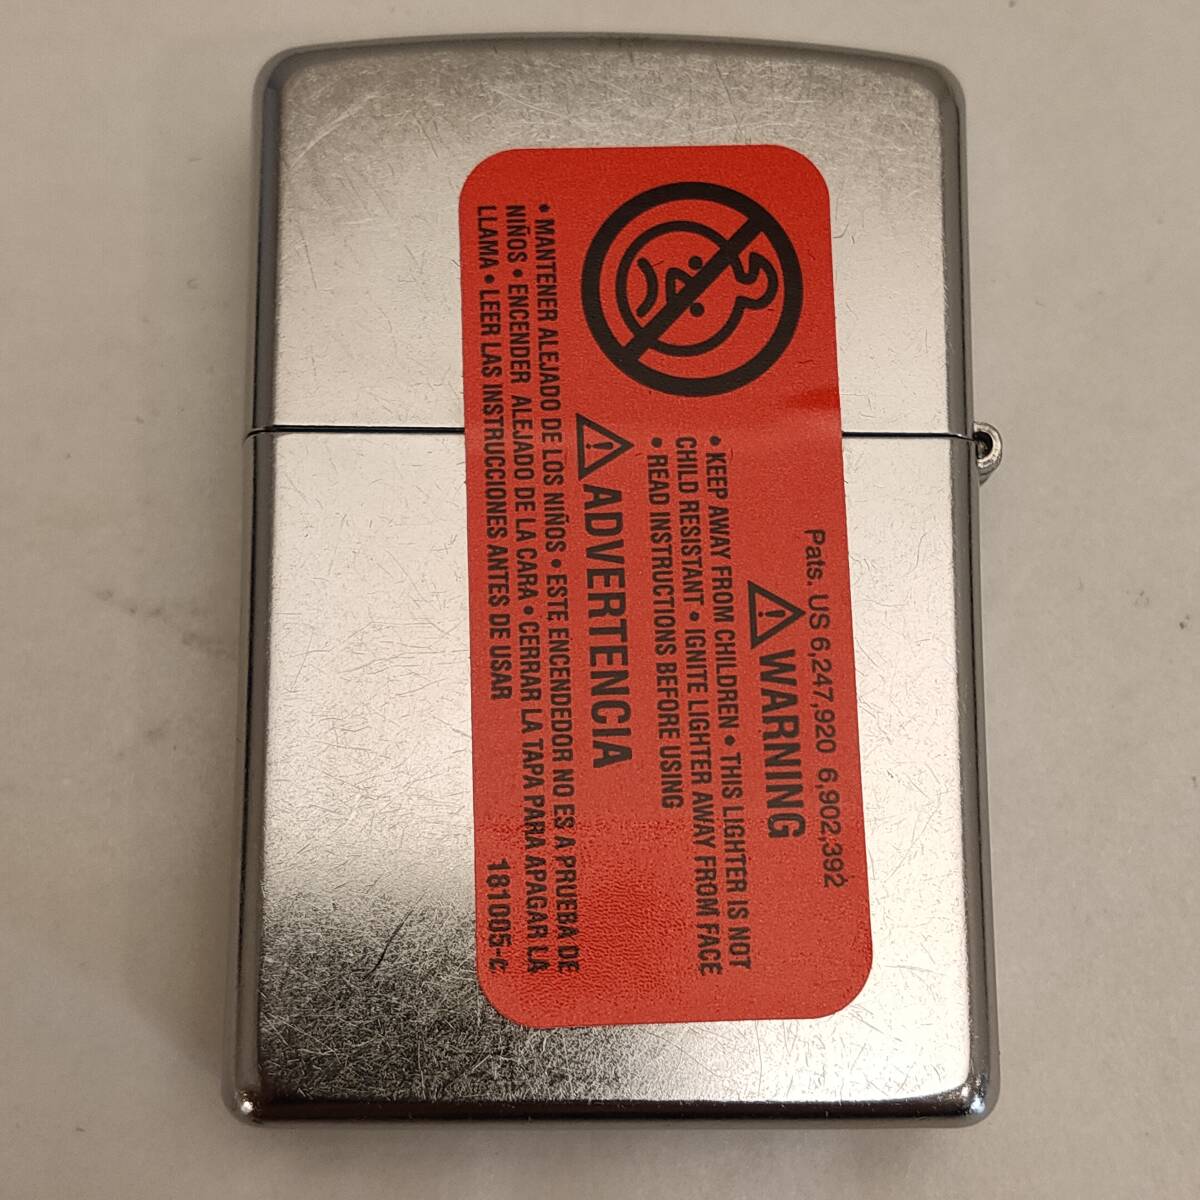 Pats. US 6,247,920 6,902,392
WARNING
• KEEP AWAY FROM CHILDREN • THIS LIGHTER IS NOT
CHILD RESISTANT • IGNITE LIGHTER AWAY FROM FACE
• READ INSTRUCTIONS BEFORE USING
ADVERTENCIA
• MANTENER ALEJADO DE LOS NIÑOS • ESTE ENCENDEDOR NO ES A PRUEBA DE
NIÑOS • ENCENDER ALEJADO DE LA CARA • CERRAR LA TAPA PARA APAGAR LA
LLAMA • LEER LAS INSTRUCCIONES ANTES DE USAR
181005-c